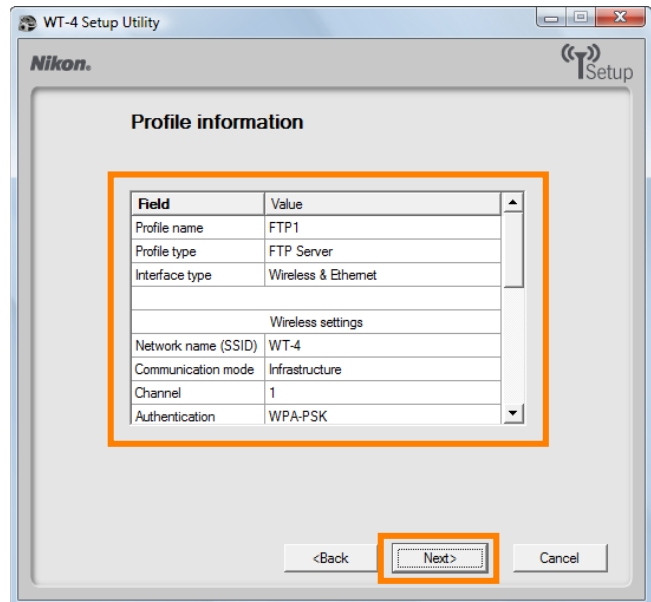 WT-4 Setup Utility
Nikon.
Setup
Profile information
Field Value
Profile name FTP1
Profile type FTP Server
Interface type Wireless & Ethernet
Wireless settings
Network name (SSID) WT-4
Communication mode Infrastructure
Channel 1
Authentication WPA-PSK
<Back Next> Cancel